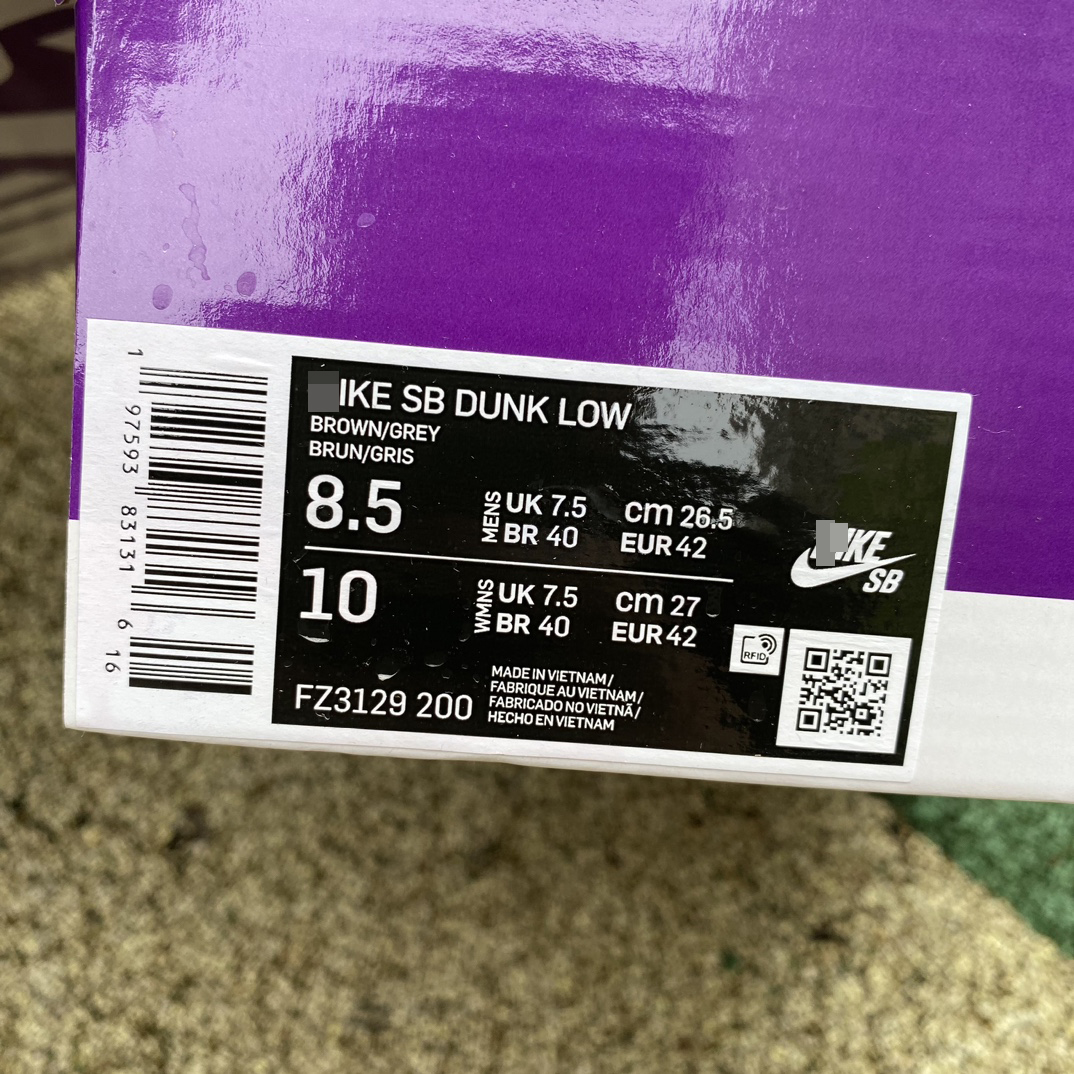 IKE SB DUNK LOW
BROWN/GREY
BRUN/GRIS
8.5
MENS
UK 7.5 cm 26.5
BR 40 EUR 42
10
WMNS
UK 7.5 cm 27
BR 40 EUR 42
FZ3129 200
MADE IN VIETNAM/
FABRIQUE AU VIETNAM/
FABRICADO NO VIETNÃ/
HECHO EN VIETNAM
RFID
KE
SB
1 97593 83131 6 16